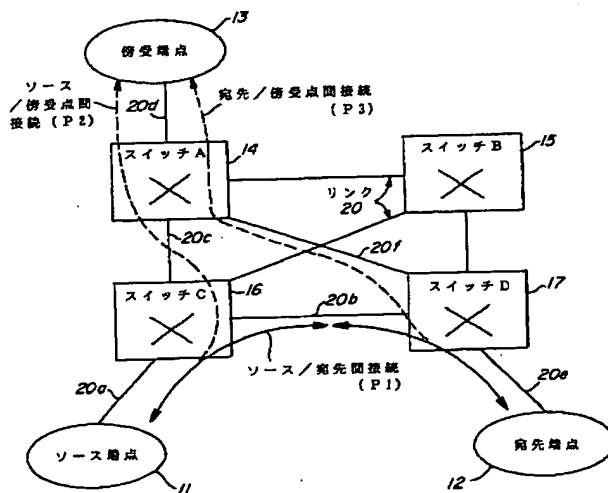 13
傍受端点
ソース
/傍受点間
接続(P2)
20d
宛先/傍受点間接続
(P3)
14
15
スイッチA
スイッチB
リンク
20
20c
20f
スイッチC
16
スイッチD
17
20b
ソース/宛先間接続
(P1)
20a
20e
ソース端点
宛先端点
11
12